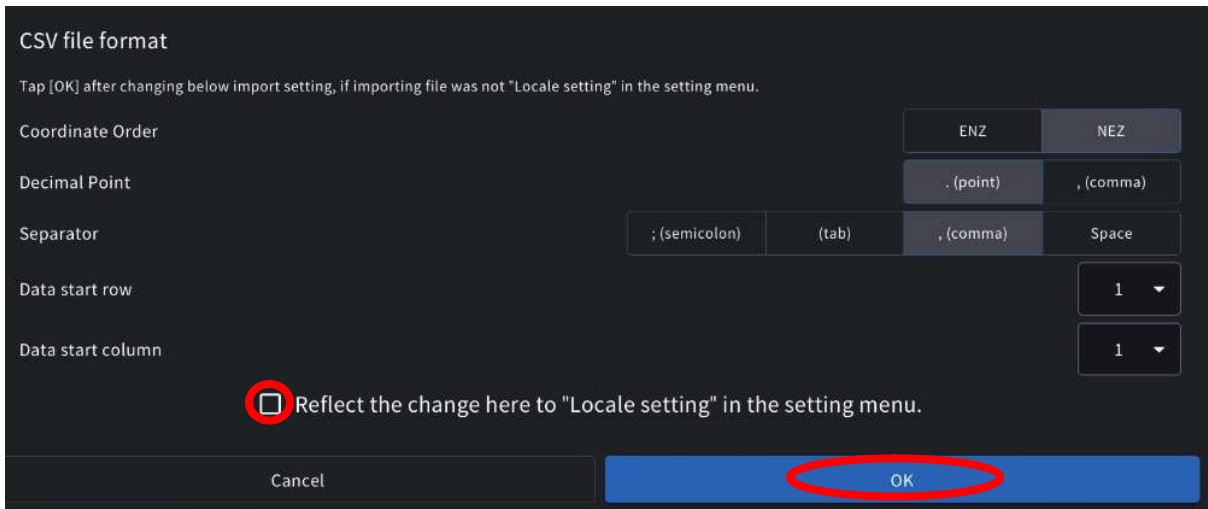 CSV file format
Tap [OK] after changing below import setting, if importing file was not "Locale setting" in the setting menu.
Coordinate Order ENZ NEZ
Decimal Point . (point) , (comma)
Separator ; (semicolon) (tab) , (comma) Space
Data start row 1
Data start column 1
Reflect the change here to "Locale setting" in the setting menu.
Cancel OK